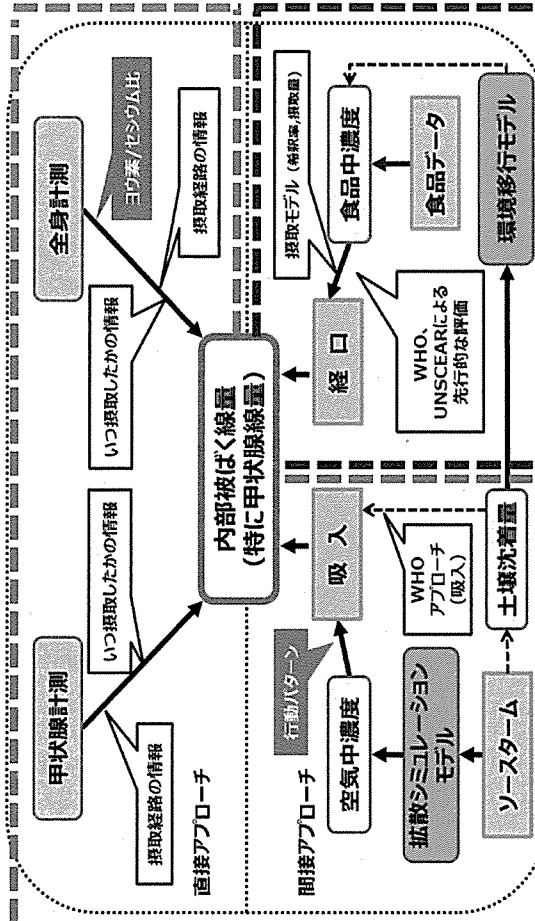 甲状腺計測
全身計測
摂取経路の情報
いつ摂取したかの情報
いつ摂取したかの情報
摂取経路の情報
ヨウ素/セシウム比
直接アプローチ
内部被ばく線量
(特に甲状腺線量)
間接アプローチ
行動パターン
吸 入
経 口
摂取モデル(希釈率,摂取量)
空気中濃度
食品中濃度
WHO
アプローチ
(吸入)
WHO、
UNSCEARによる
先行的な評価
拡散シミュレーション
モデル
食品データ
ソースターム
土壌沈着量
環境移行モデル